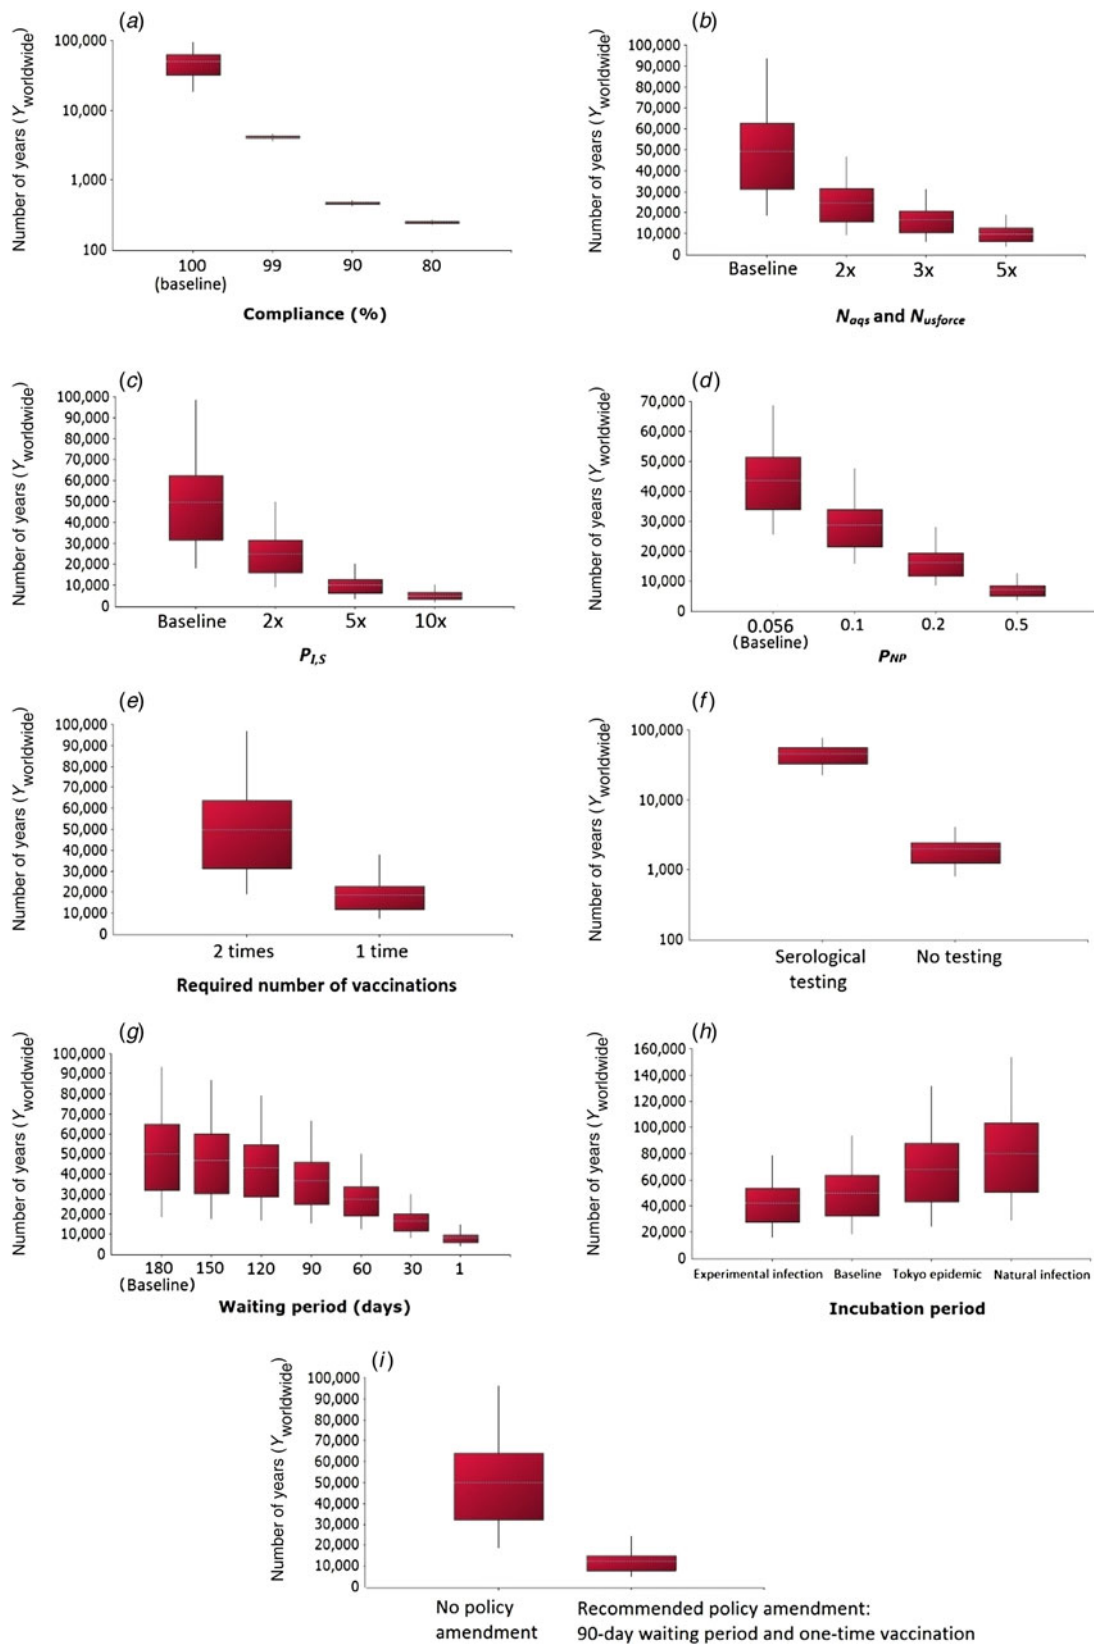 (a)
Number of years (Yworldwide)
100,000
10,000
1,000
100
100
(baseline)
99
90
80
Compliance (%)
(b)
Number of years (Yworldwide)
100,000
90,000
80,000
70,000
60,000
50,000
40,000
30,000
20,000
10,000
0
Baseline
2x
3x
5x
Naqs and Nusforce
(c)
Number of years (Yworldwide)
100,000
90,000
80,000
70,000
60,000
50,000
40,000
30,000
20,000
10,000
0
Baseline
2x
5x
10x
PI,S
(d)
Number of years (Yworldwide)
70,000
60,000
50,000
40,000
30,000
20,000
10,000
0
0.056
(Baseline)
0.1
0.2
0.5
PNP
(e)
Number of years (Yworldwide)
100,000
90,000
80,000
70,000
60,000
50,000
40,000
30,000
20,000
10,000
0
2 times
1 time
Required number of vaccinations
(f)
Number of years (Yworldwide)
100,000
10,000
1,000
100
Serological
testing
No testing
(g)
Number of years (Yworldwide)
100,000
90,000
80,000
70,000
60,000
50,000
40,000
30,000
20,000
10,000
0
180
(Baseline)
150
120
90
60
30
1
Waiting period (days)
(h)
Number of years (Yworldwide)
160,000
140,000
120,000
100,000
80,000
60,000
40,000
20,000
0
Experimental infection
Baseline
Tokyo epidemic
Natural infection
Incubation period
(i)
Number of years (Yworldwide)
100,000
90,000
80,000
70,000
60,000
50,000
40,000
30,000
20,000
10,000
0
No policy
amendment
Recommended policy amendment:
90-day waiting period and one-time vaccination